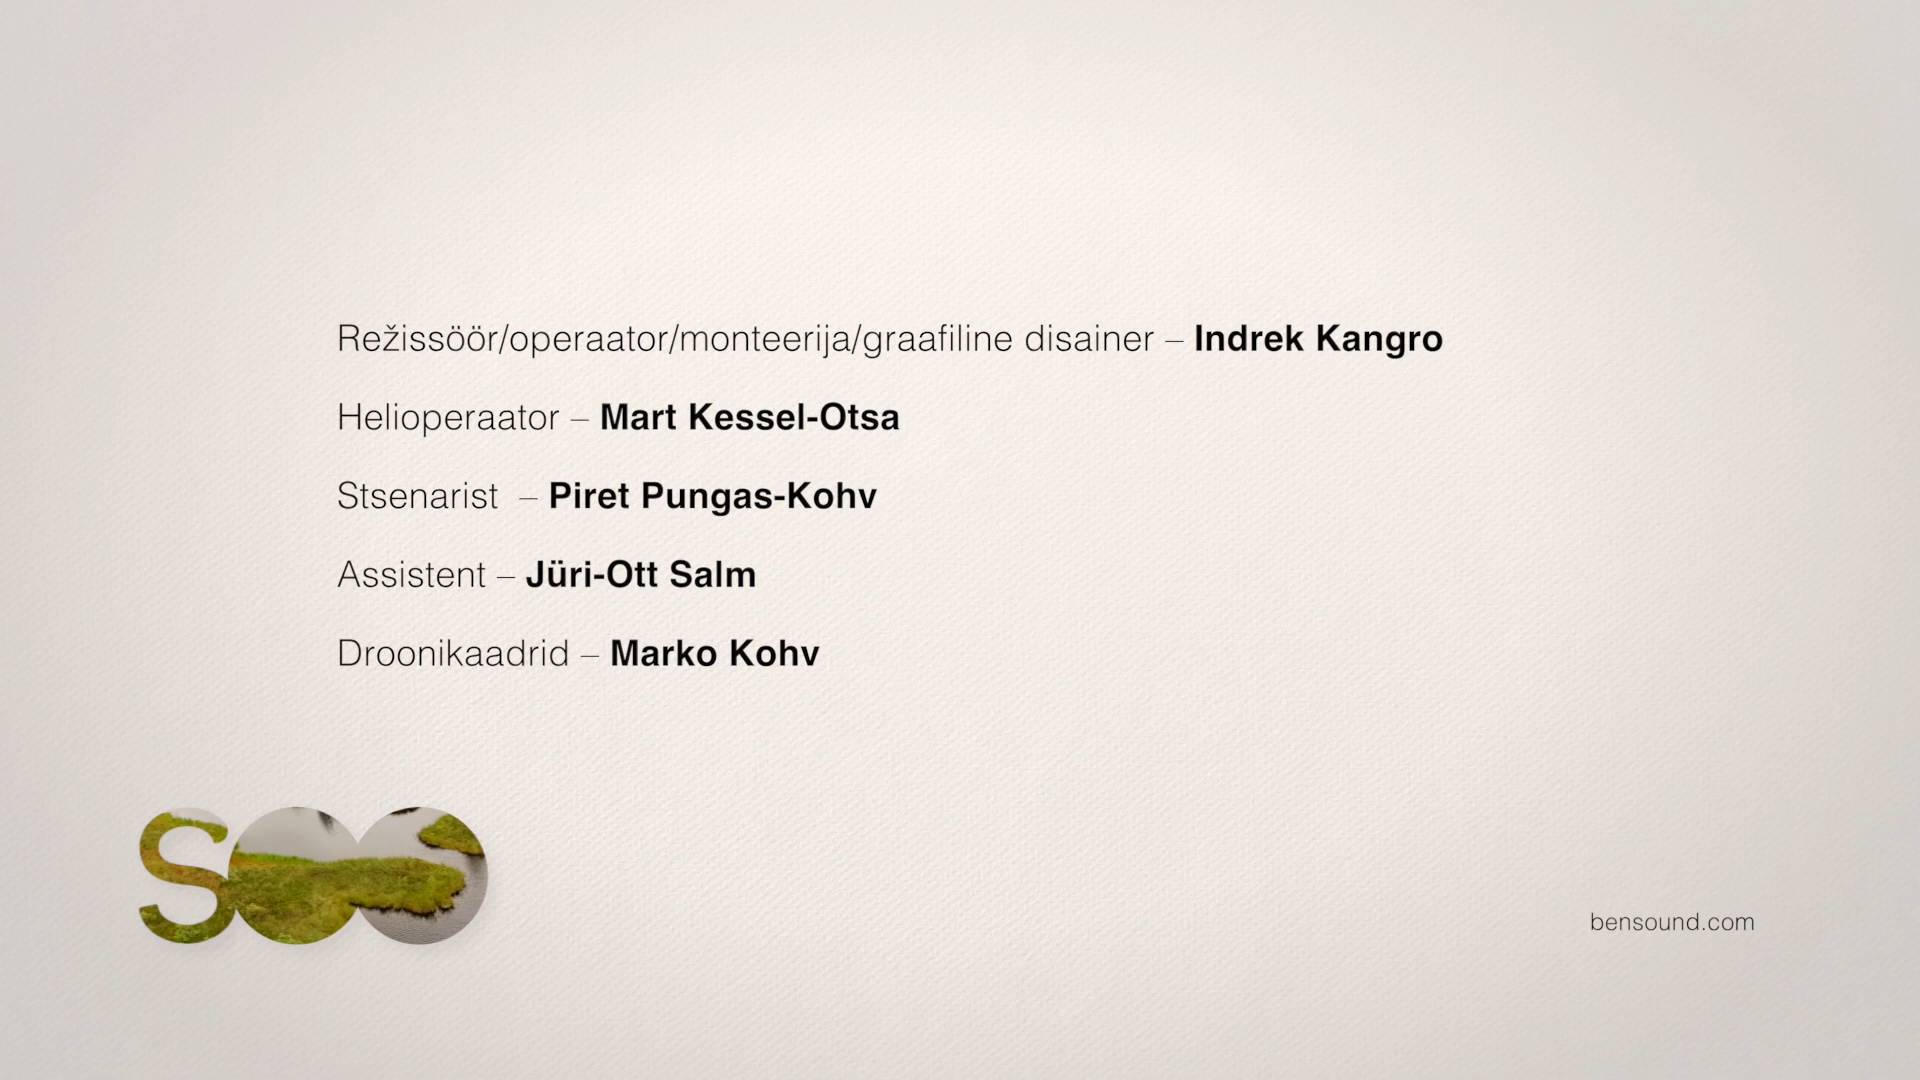 Režissöör/operaator/monteerija/graafiline disainer – Indrek Kangro
Helioperaator – Mart Kessel-Otsa
Stsenarist – Piret Pungas-Kohv
Assistent – Jüri-Ott Salm
Droonikaadrid – Marko Kohv
soo
bensound.com